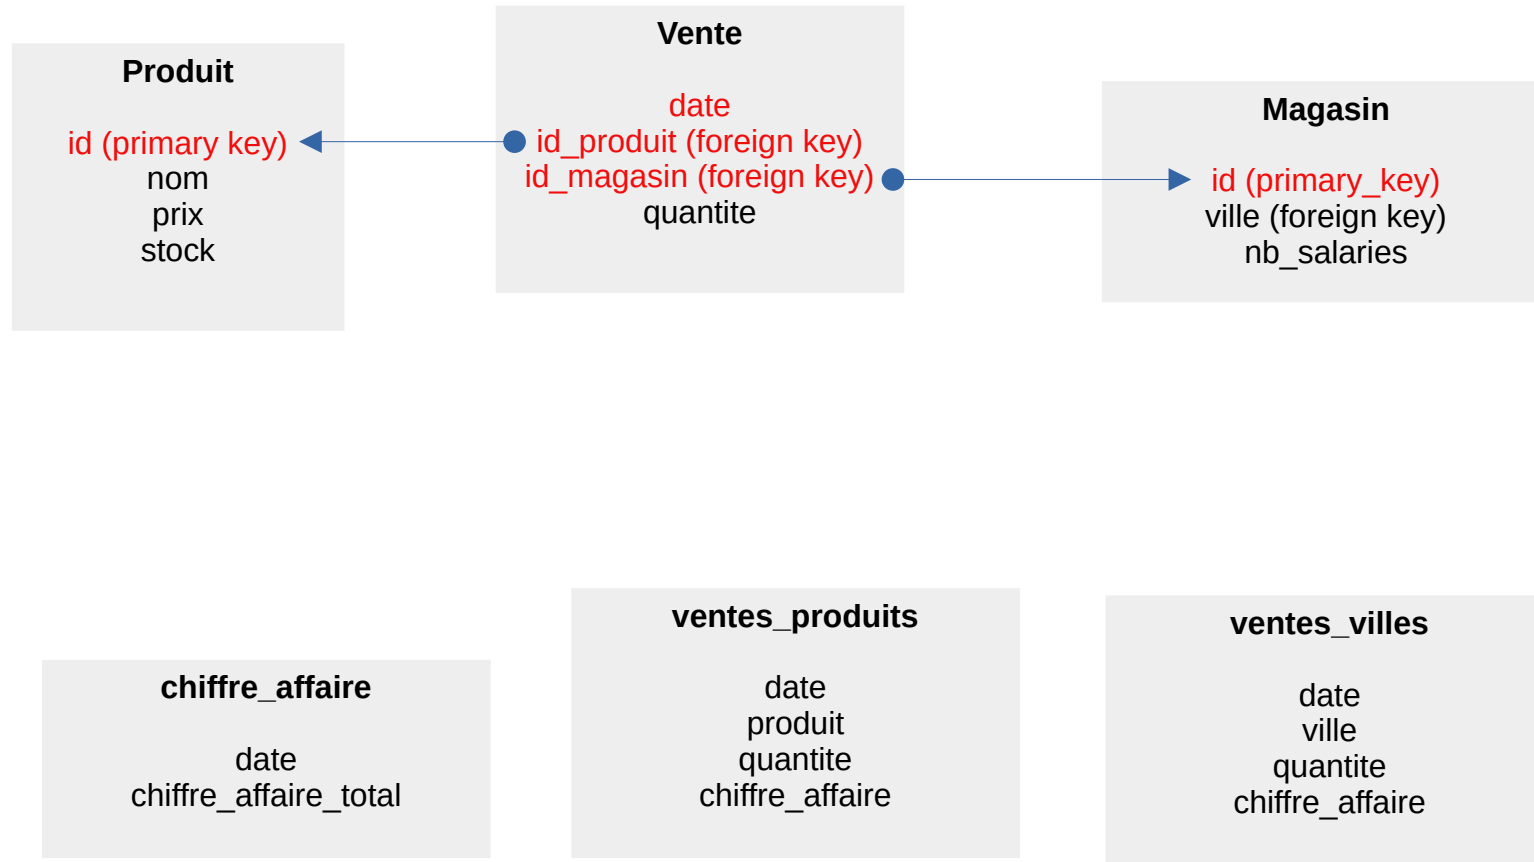 Produit
id (primary key)
nom
prix
stock
Vente
date
id_produit (foreign key)
id_magasin (foreign key)
quantite
Magasin
id (primary_key)
ville (foreign key)
nb_salaries
chiffre_affaire
date
chiffre_affaire_total
ventes_produits
date
produit
quantite
chiffre_affaire
ventes_villes
date
ville
quantite
chiffre_affaire